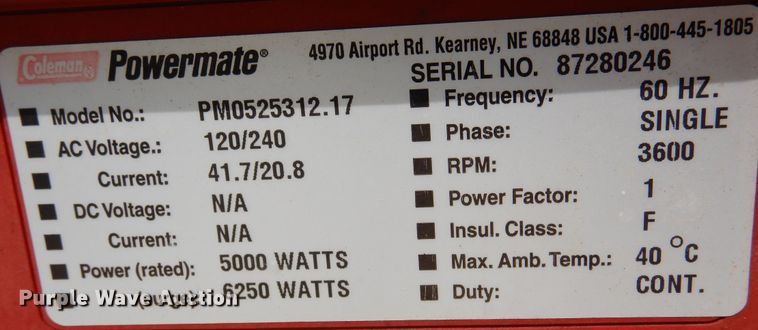 Coleman Powermate® 4970 Airport Rd. Kearney, NE 68848 USA 1-800-445-1805
SERIAL NO. 87280246
Model No.: PM0525312.17
AC Voltage.: 120/240
Current: 41.7/20.8
DC Voltage: N/A
Current: N/A
Power (rated): 5000 WATTS
6250 WATTS
Frequency: 60 HZ.
Phase: SINGLE
RPM: 3600
Power Factor: 1
Insul. Class: F
Max. Amb. Temp.: 40 °C
Duty: CONT.
Purple Wave Auction